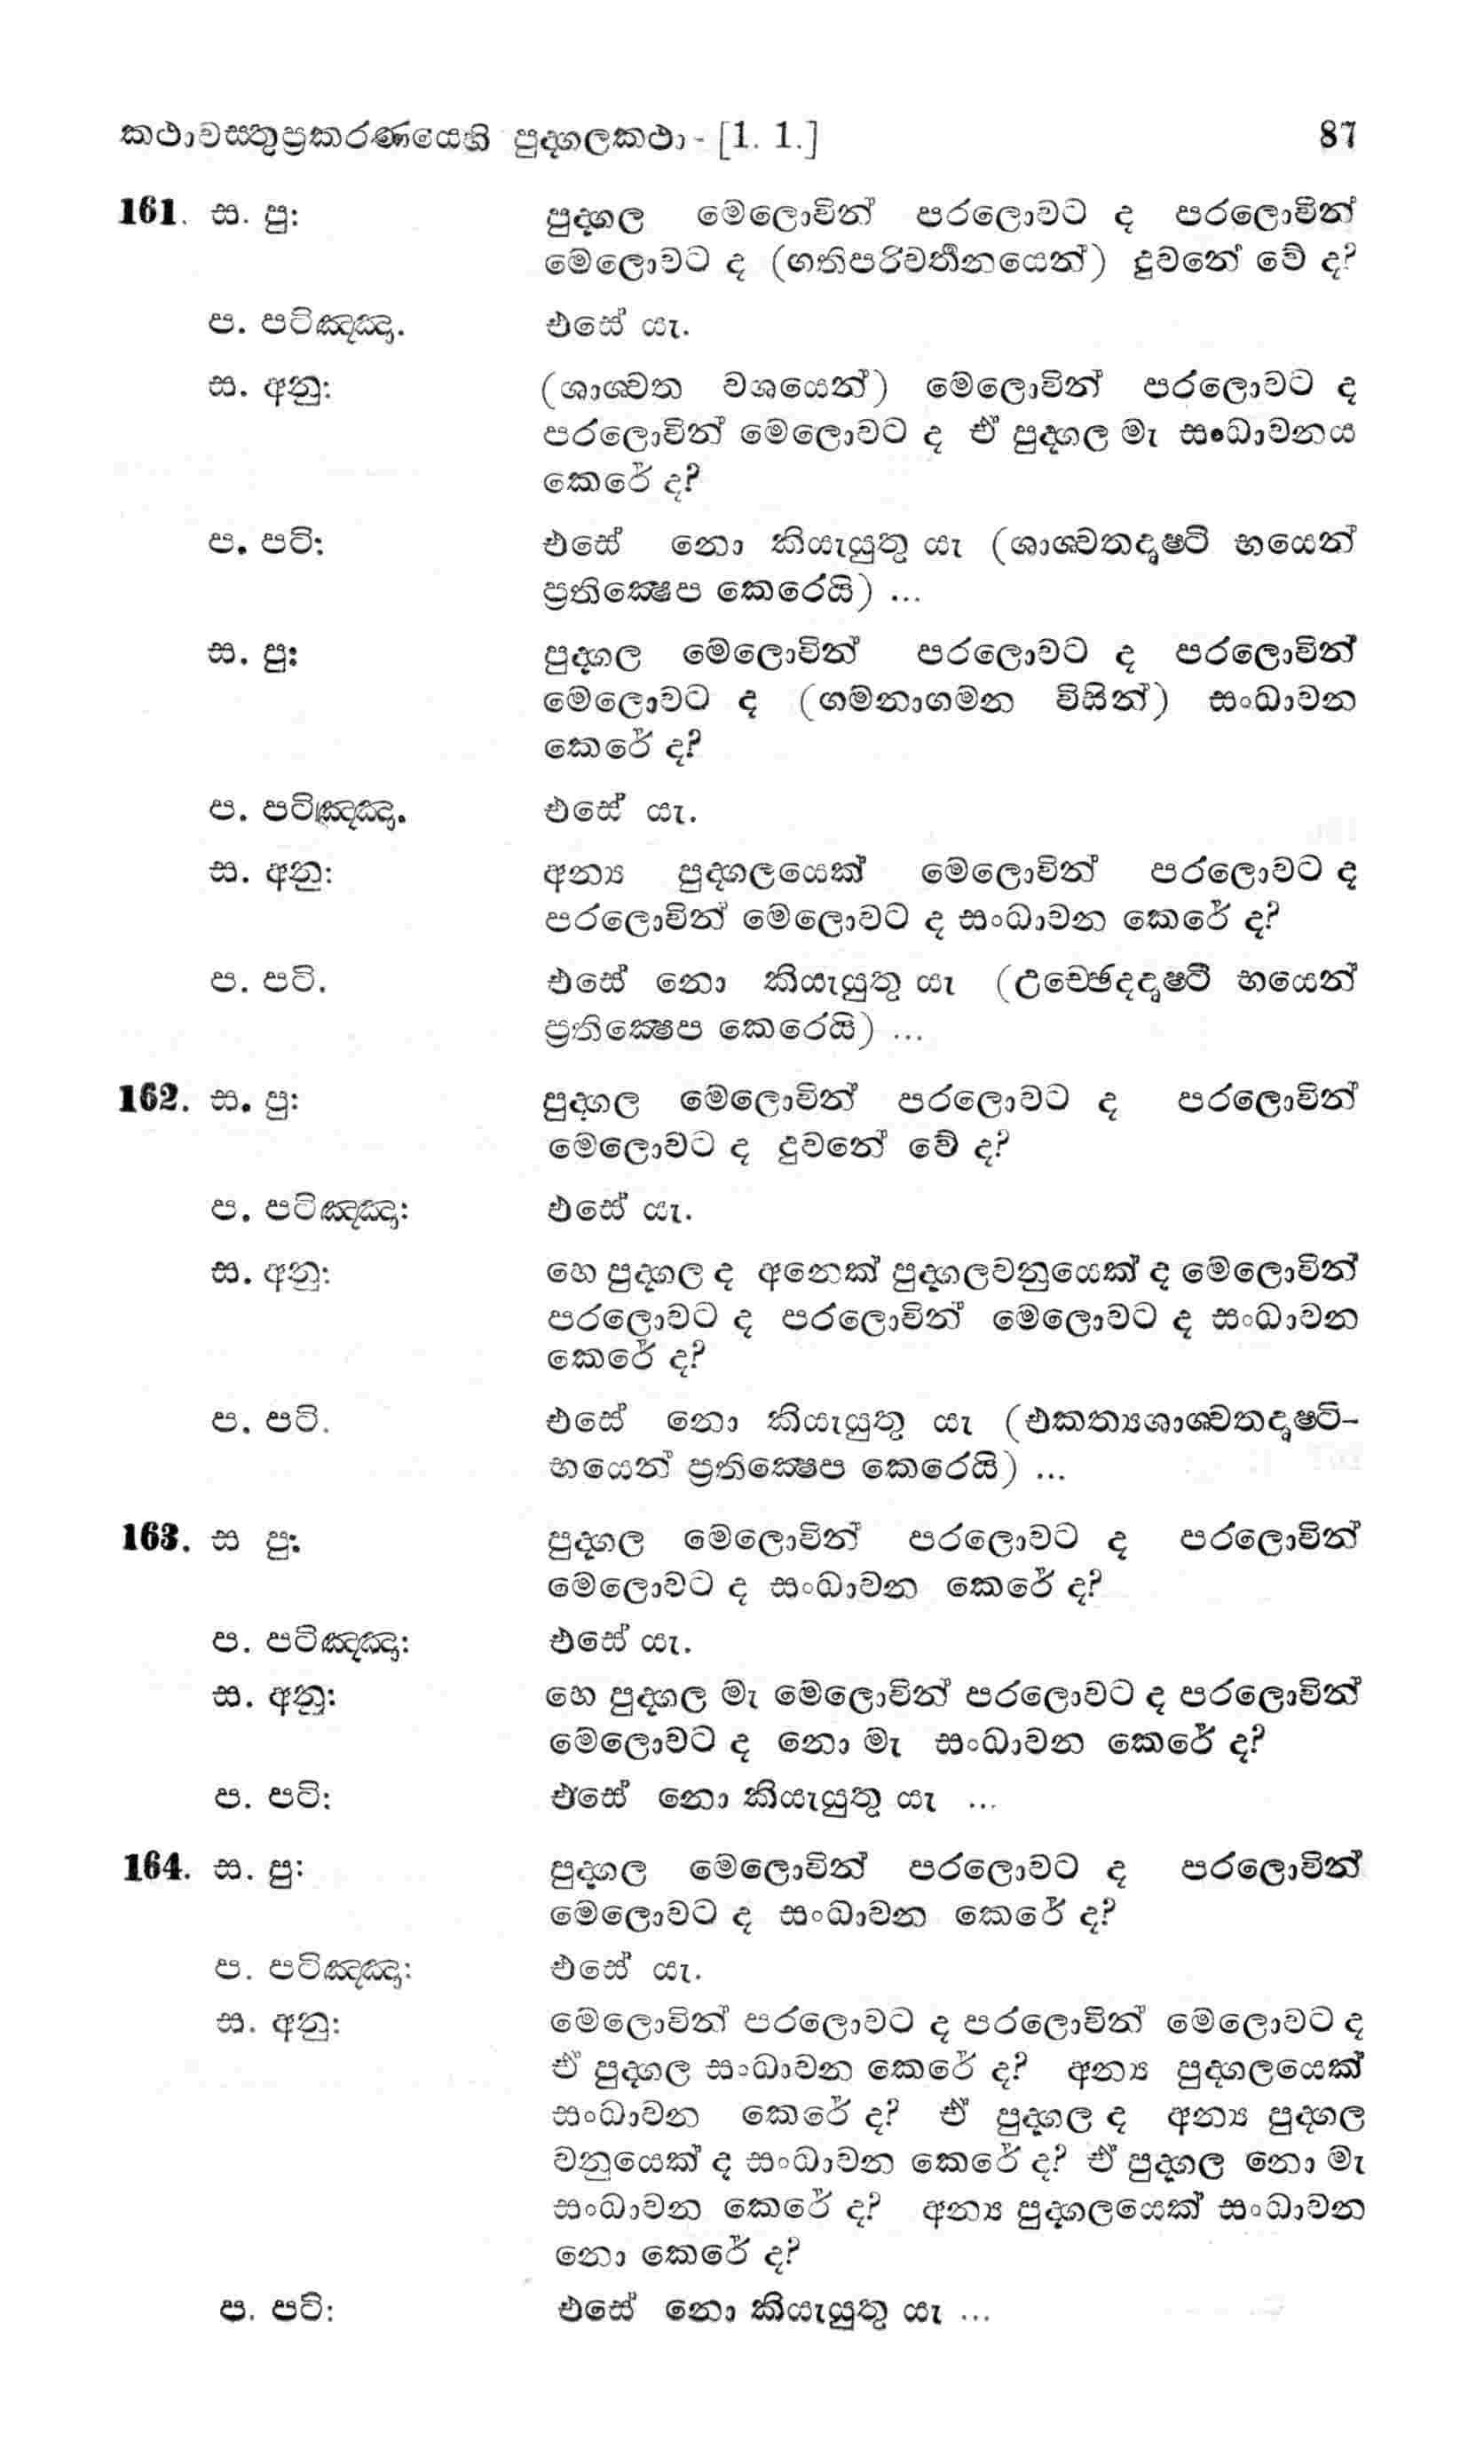 කථාවස්තුප්‍රකරණයෙහි පුද්ගලකථා - [1. 1.] 87
161. ස. පු: පුද්ගල මෙලොවින් පරලොවට ද පරලොවින්
මෙලොවට ද (ගතිපරිවර්තනයෙන්) දුවනේ වේ ද?
ප. පටිඤ්ඤා. එසේ යැ.
ස. අනු: (ශාශ්වත වශයෙන්) මෙලොවින් පරලොවට ද
පරලොවින් මෙලොවට ද ඒ පුද්ගල මැ සංධාවනය
කෙරේ ද?
ප. පටි: එසේ නො කියැයුතු යැ (ශාශ්වතදෘෂ්ටි භයෙන්
ප්‍රතික්‍ෂෙප කෙරෙයි) ...
ස. පු: පුද්ගල මෙලොවින් පරලොවට ද පරලොවින්
මෙලොවට ද (ගමනාගමන විසින්) සංධාවන
කෙරේ ද?
ප. පටිඤ්ඤා. එසේ යැ.
ස. අනු: අන්‍ය පුද්ගලයෙක් මෙලොවින් පරලොවට ද
පරලොවින් මෙලොවට ද සංධාවන කෙරේ ද?
ප. පටි. එසේ නො කියැයුතු යැ (උච්ඡේදදෘෂ්ටි භයෙන්
ප්‍රතික්‍ෂෙප කෙරෙයි) ...
162. ස. පු: පුද්ගල මෙලොවින් පරලොවට ද පරලොවින්
මෙලොවට ද දුවනේ වේ ද?
ප. පටිඤ්ඤා: එසේ යැ.
ස. අනු: හෙ පුද්ගල ද අනෙක් පුද්ගලවනුයෙක් ද මෙලොවින්
පරලොවට ද පරලොවින් මෙලොවට ද සංධාවන
කෙරේ ද?
ප. පටි. එසේ නො කියැයුතු යැ (එකත්‍යශාශ්වතදෘෂ්ටි-
භයෙන් ප්‍රතික්‍ෂෙප කෙරෙයි) ...
163. ස පු: පුද්ගල මෙලොවින් පරලොවට ද පරලොවින්
මෙලොවට ද සංධාවන කෙරේ ද?
ප. පටිඤ්ඤා: එසේ යැ.
ස. අනු: හෙ පුද්ගල මැ මෙලොවින් පරලොවට ද පරලොවින්
මෙලොවට ද නො මැ සංධාවන කෙරේ ද?
ප. පටි: එසේ නො කියැයුතු යැ ...
164. ස. පු: පුද්ගල මෙලොවින් පරලොවට ද පරලොවින්
මෙලොවට ද සංධාවන කෙරේ ද?
ප. පටිඤ්ඤා: එසේ යැ.
ස. අනු: මෙලොවින් පරලොවට ද පරලොවින් මෙලොවට ද
ඒ පුද්ගල සංධාවන කෙරේ ද? අන්‍ය පුද්ගලයෙක්
සංධාවන කෙරේ ද? ඒ පුද්ගල ද අන්‍ය පුද්ගල
වනුයෙක් ද සංධාවන කෙරේ ද? ඒ පුද්ගල නො මැ
සංධාවන කෙරේ ද? අන්‍ය පුද්ගලයෙක් සංධාවන
නො කෙරේ ද?
ප. පටි: එසේ නො කියැයුතු යැ ...